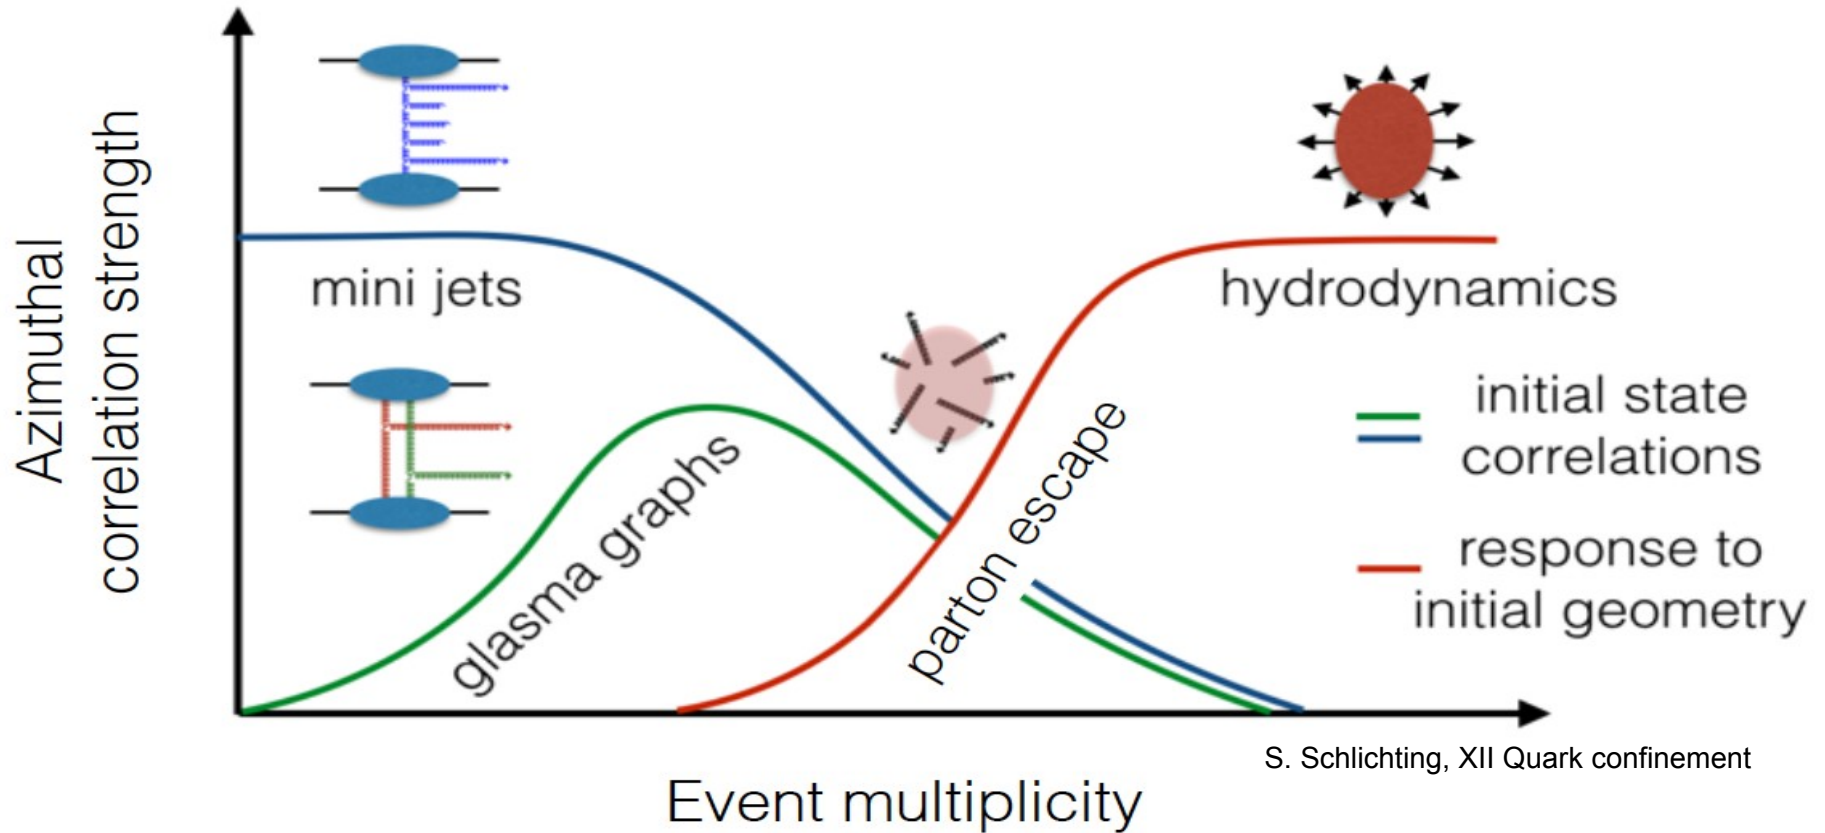 Azimuthal
correlation strength
mini jets
glasma graphs
parton escape
hydrodynamics
initial state
correlations
response to
initial geometry
S. Schlichting, XII Quark confinement
Event multiplicity